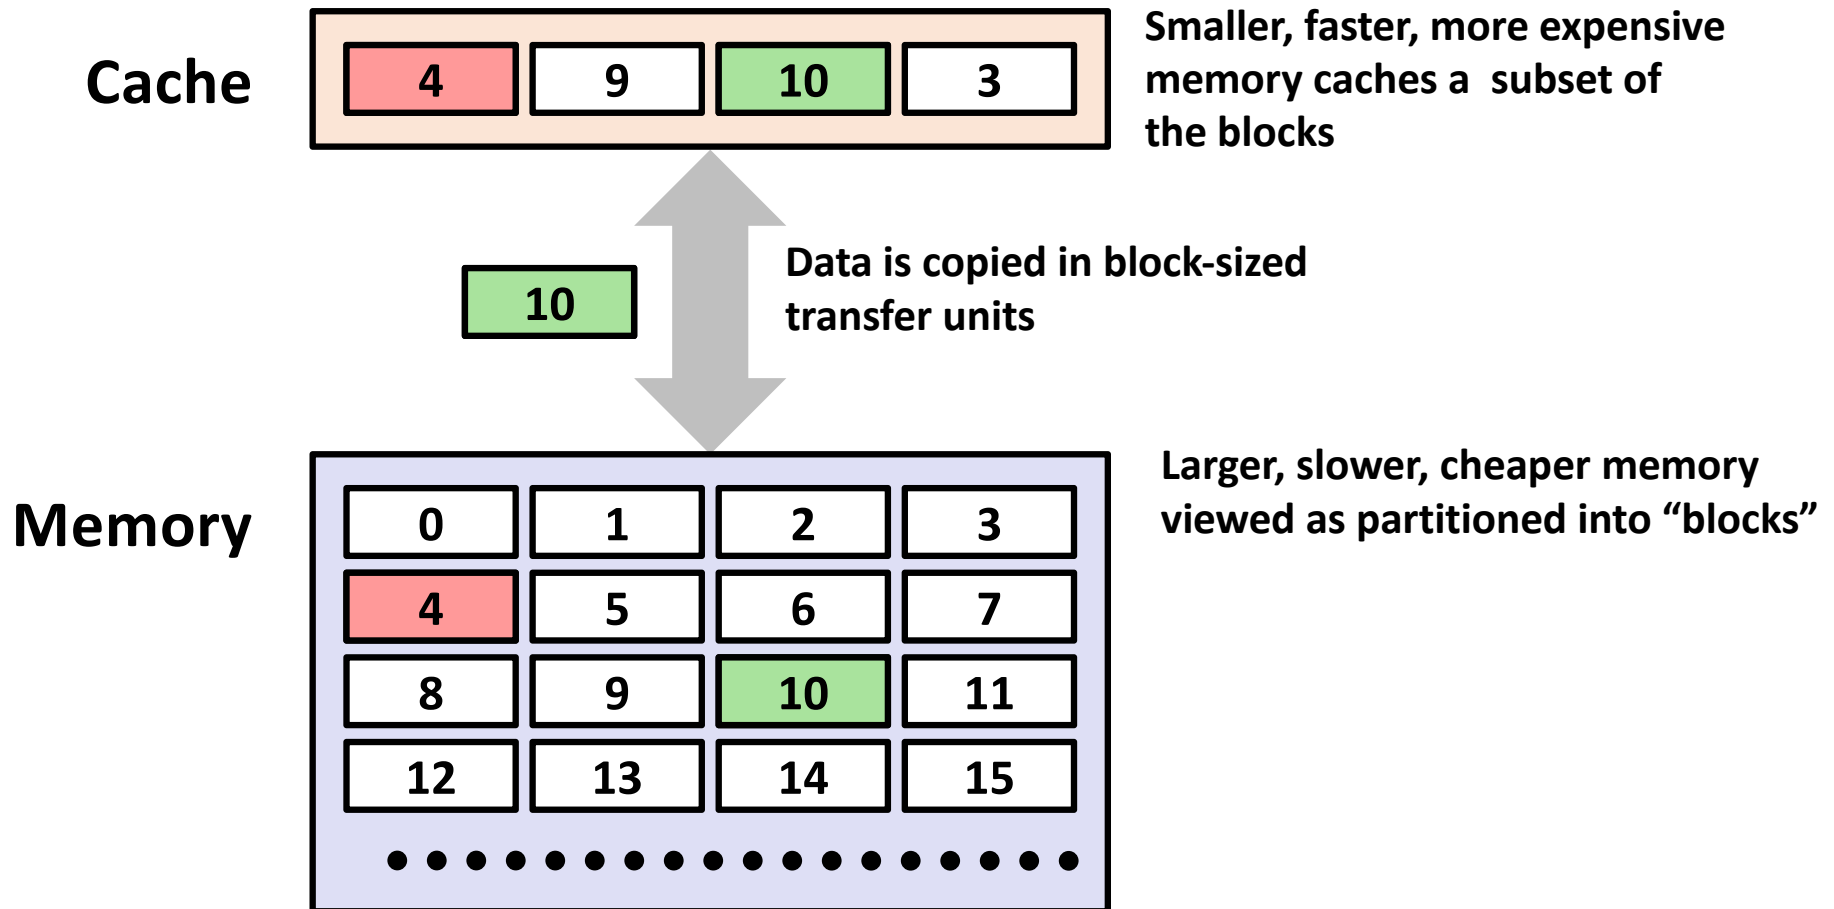 Cache
4 9 10 3
Smaller, faster, more expensive
memory caches a  subset of
the blocks
10
Data is copied in block-sized
transfer units
Memory
0 1 2 3
4 5 6 7
8 9 10 11
12 13 14 15
Larger, slower, cheaper memory
viewed as partitioned into “blocks”